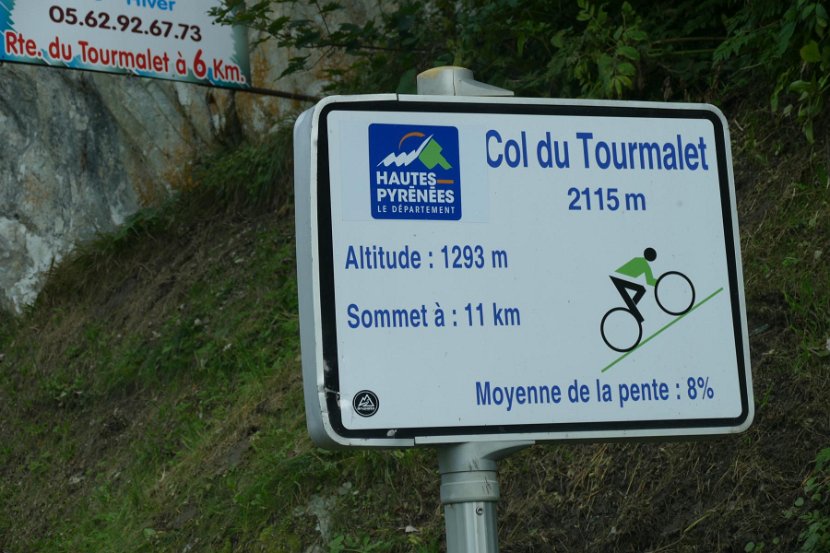 Hiver
05.62.92.67.73
Rte. du Tourmalet à 6 Km.
HAUTES
PYRÉNÉES
LE DÉPARTEMENT
Col du Tourmalet
2115 m
Altitude : 1293 m
Sommet à : 11 km
Moyenne de la pente : 8%